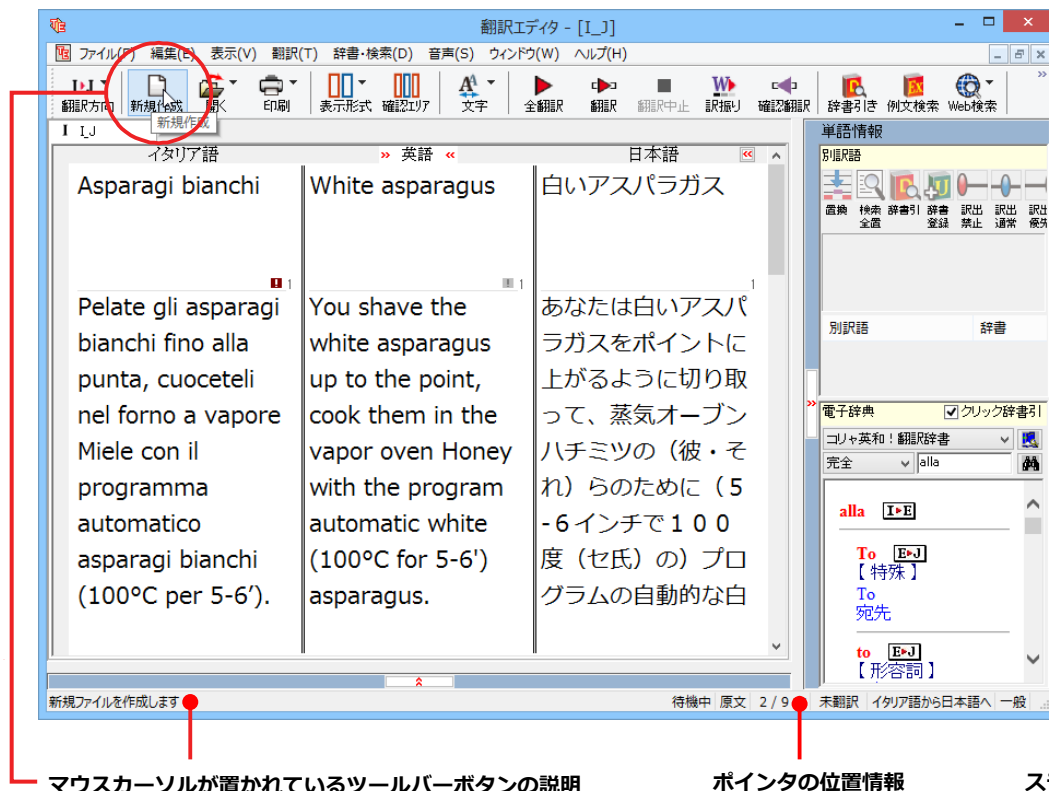 翻訳エディタ - [I_J]
ファイル(F) 編集(E) 表示(V) 翻訳(T) 辞書・検索(D) 音声(S) ウィンドウ(W) ヘルプ(H)
翻訳方向 新規作成 開く 印刷 表示形式 確認エリア 文字 全翻訳 翻訳 翻訳中止 訳振り 確認翻訳 辞書引き 例文検索 Web検索
新規作成
I I_J
イタリア語 » 英語 « 日本語 «
Asparagi bianchi
White asparagus
白いアスパラガス
1 1 1
Pelate gli asparagi
bianchi fino alla
punta, cuoceteli
nel forno a vapore
Miele con il
programma
automatico
asparagi bianchi
(100°C per 5-6’).
You shave the
white asparagus
up to the point,
cook them in the
vapor oven Honey
with the program
automatic white
(100°C for 5-6')
asparagus.
あなたは白いアスパ
ラガスをポイントに
上がるように切り取
って、蒸気オーブン
ハチミツの（彼・そ
れ）らのために（５
-６インチで１００
度（セ氏）の）プロ
グラムの自動的な白
単語情報
別訳語
置換 検索全置 辞書引 辞書登録 訳出禁止 訳出通常 訳出優先
別訳語 辞書
電子辞典 クリック辞書引
コリャ英和！翻訳辞書
完全 alla
alla I▶E
To E▶J
【 特殊 】
To
宛先
to E▶J
【 形容詞 】
新規ファイルを作成します 待機中 原文 2 / 9 未翻訳 イタリア語から日本語へ 一般
マウスカーソルが置かれているツールバーボタンの説明 ポインタの位置情報